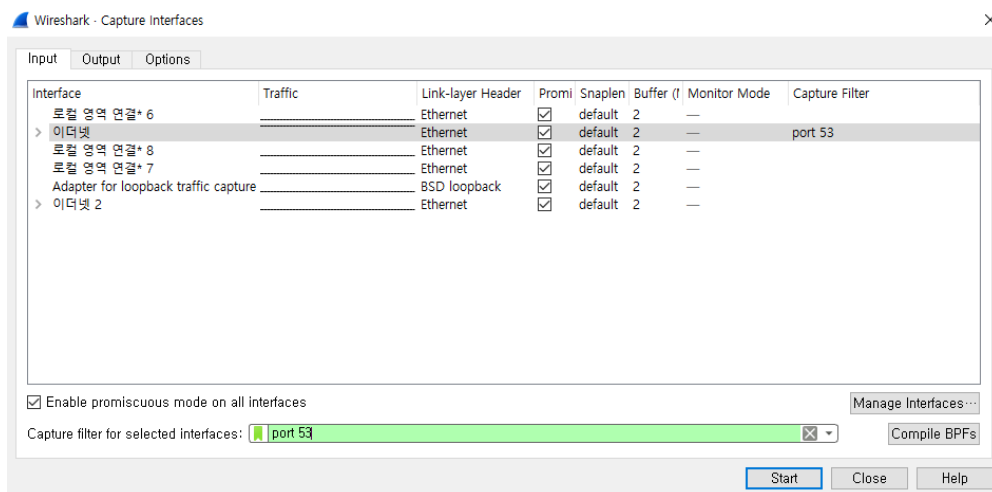 Wireshark · Capture Interfaces
Input Output Options
Interface Traffic Link-layer Header Promi Snaplen Buffer (M Monitor Mode Capture Filter
로컬 영역 연결* 6 Ethernet default 2 —
이더넷 Ethernet default 2 — port 53
로컬 영역 연결* 8 Ethernet default 2 —
로컬 영역 연결* 7 Ethernet default 2 —
Adapter for loopback traffic capture BSD loopback default 2 —
이더넷 2 Ethernet default 2 —
Enable promiscuous mode on all interfaces Manage Interfaces…
Capture filter for selected interfaces: port 53 Compile BPFs
Start Close Help